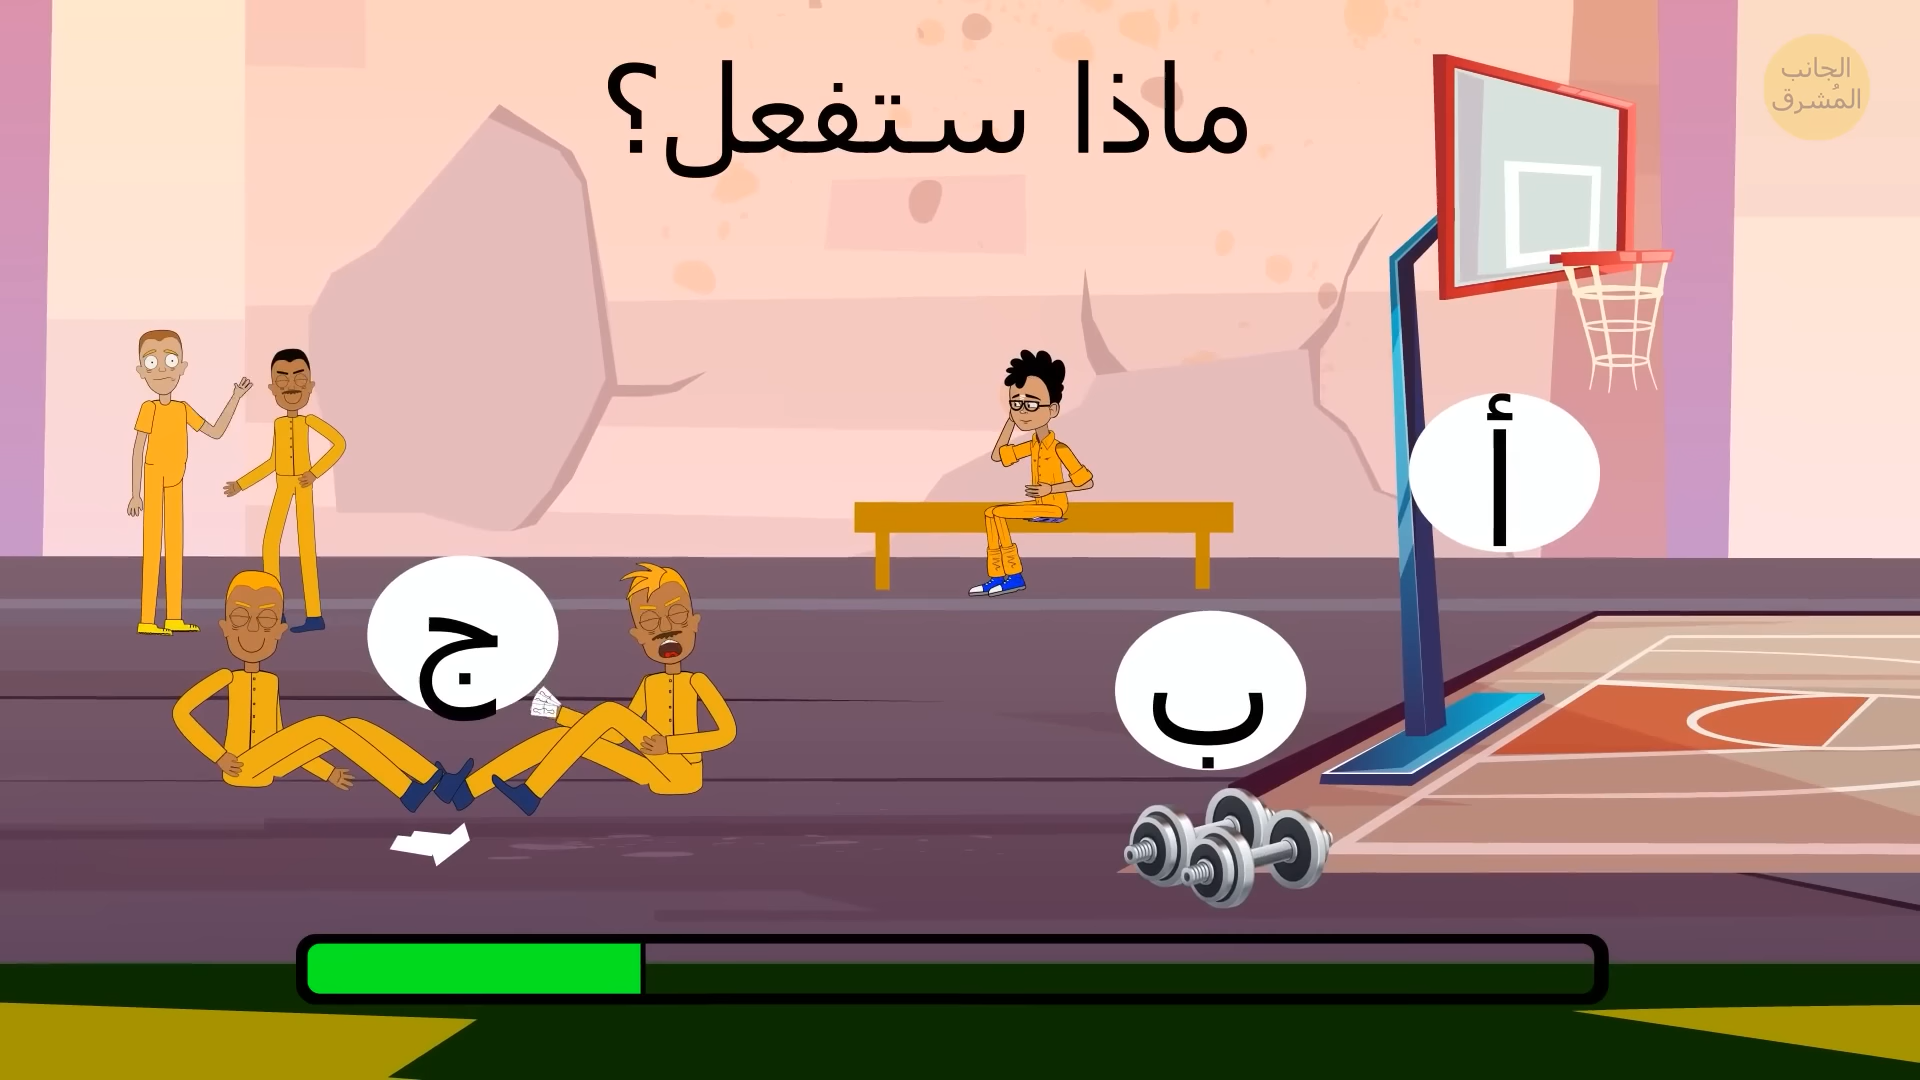 ماذا ستفعل؟
الجانب
المُشرق
أ
ب
ج